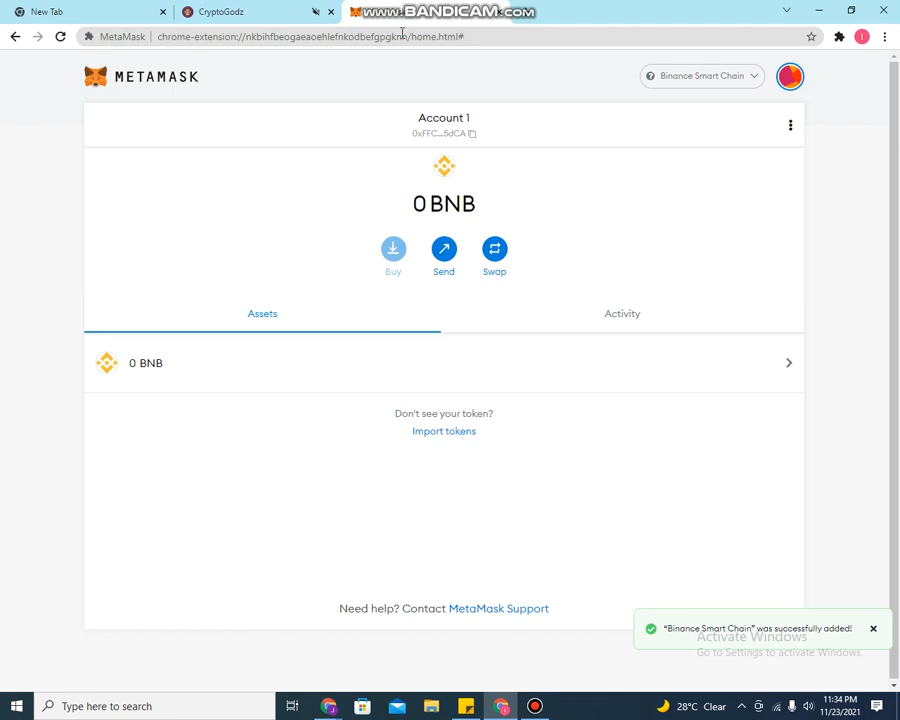 New Tab
CryptoGodz
WWW.BANDICAM.COM
MetaMask
chrome-extension://nkbihfbeogaeaoehlefnkodbefgpgknn/home.html#
METAMASK
Binance Smart Chain
Account 1
0xFFC...5dCA
0 BNB
Buy
Send
Swap
Assets
Activity
0 BNB
Don't see your token?
Import tokens
Need help? Contact MetaMask Support
“Binance Smart Chain” was successfully added!
Activate Windows
Go to Settings to activate Windows.
Type here to search
28°C Clear
11:34 PM
11/23/2021